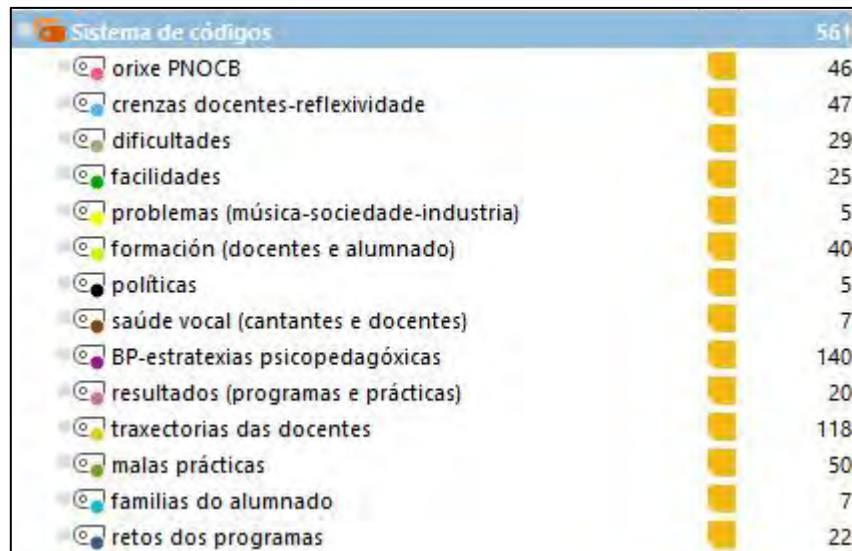 Sistema de códigos 561
orixe PNOCB 46
crenzas docentes-reflexividade 47
dificultades 29
facilidades 25
problemas (música-sociedade-industria) 5
formación (docentes e alumnado) 40
políticas 5
saúde vocal (cantantes e docentes) 7
BP-estratexias psicopedagóxicas 140
resultados (programas e prácticas) 20
traxectorias das docentes 118
malas prácticas 50
familias do alumnado 7
retos dos programas 22